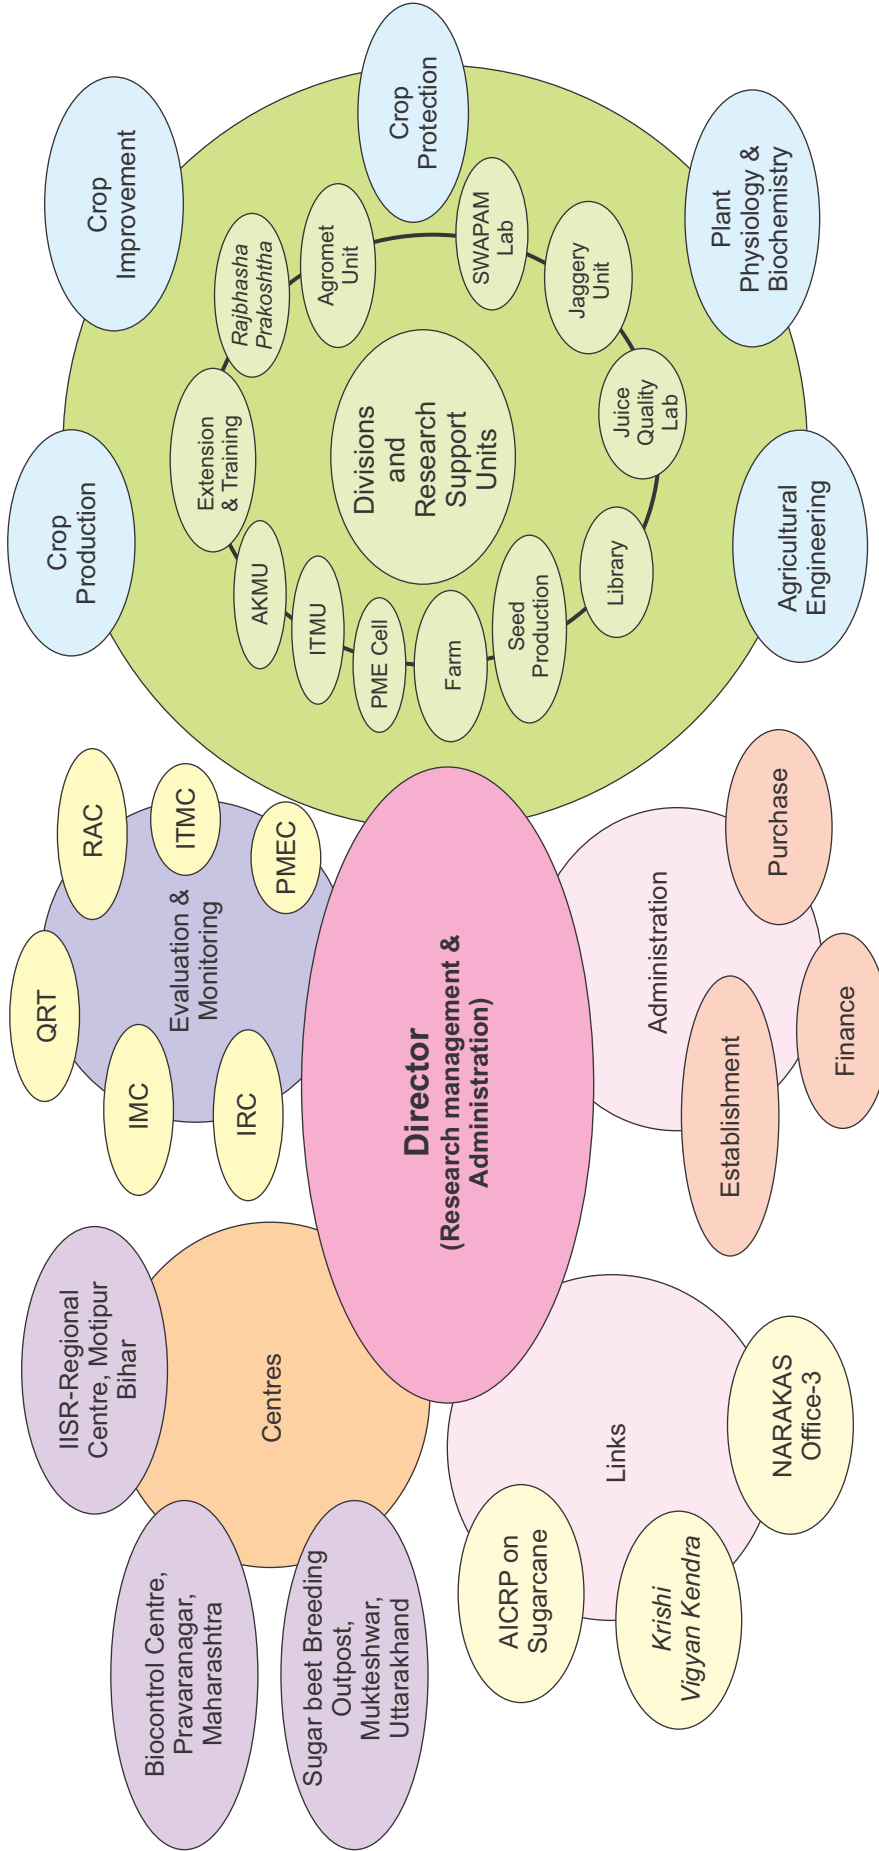 IISR-Regional
Centre, Motipur
Bihar
Biocontrol Centre,
Pravaranagar,
Maharashtra
Sugar beet Breeding
Outpost,
Mukteshwar,
Uttarakhand
Centres
QRT
RAC
ITMC
PMEC
IMC
IRC
Evaluation &
Monitoring
Director
(Research management &
Administration)
Links
AICRP on
Sugarcane
Krishi
Vigyan Kendra
NARAKAS
Office-3
Administration
Establishment
Finance
Purchase
Crop
Production
Crop
Improvement
Crop
Protection
Plant
Physiology &
Biochemistry
Agricultural
Engineering
Divisions
and
Research
Support
Units
Extension
& Training
Rajbhasha
Prakoshtha
Agromet
Unit
SWAPAM
Lab
Jaggery
Unit
Juice
Quality
Lab
Library
Seed
Production
Farm
PME Cell
ITMU
AKMU